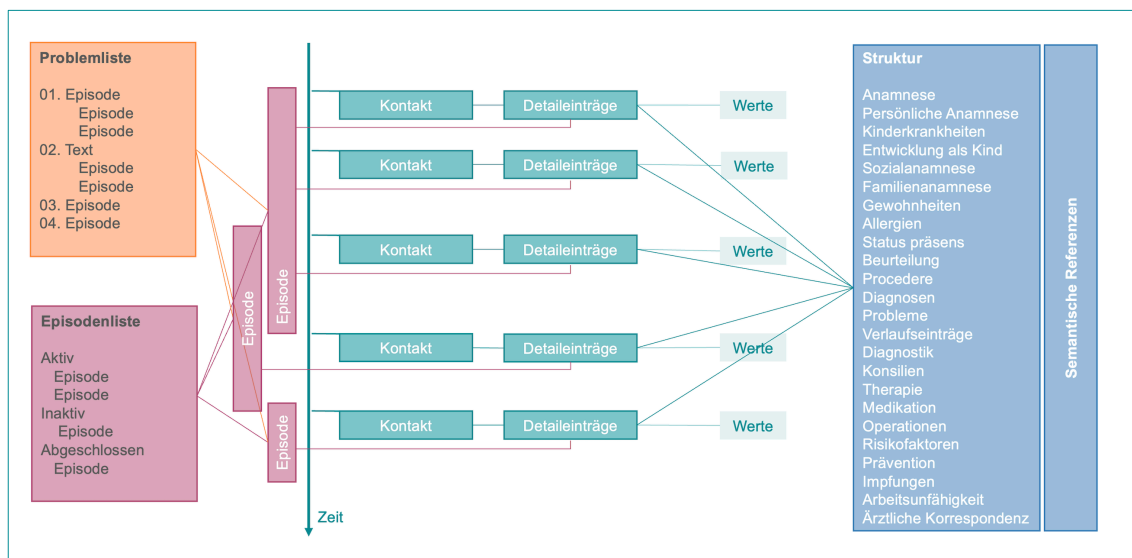 Problemliste
01. Episode
Episode
Episode
02. Text
Episode
Episode
03. Episode
04. Episode
Episodenliste
Aktiv
Episode
Episode
Inaktiv
Episode
Abgeschlossen
Episode
Episode
Episode
Episode
Kontakt
Detaileinträge
Werte
Kontakt
Detaileinträge
Werte
Kontakt
Detaileinträge
Werte
Kontakt
Detaileinträge
Werte
Kontakt
Detaileinträge
Werte
Zeit
Struktur
Anamnese
Persönliche Anamnese
Kinderkrankheiten
Entwicklung als Kind
Sozialanamnese
Familienanamnese
Gewohnheiten
Allergien
Status präsens
Beurteilung
Procedere
Diagnosen
Probleme
Verlaufseinträge
Diagnostik
Konsilien
Therapie
Medikation
Operationen
Risikofaktoren
Prävention
Impfungen
Arbeitsunfähigkeit
Ärztliche Korrespondenz
Semantische Referenzen